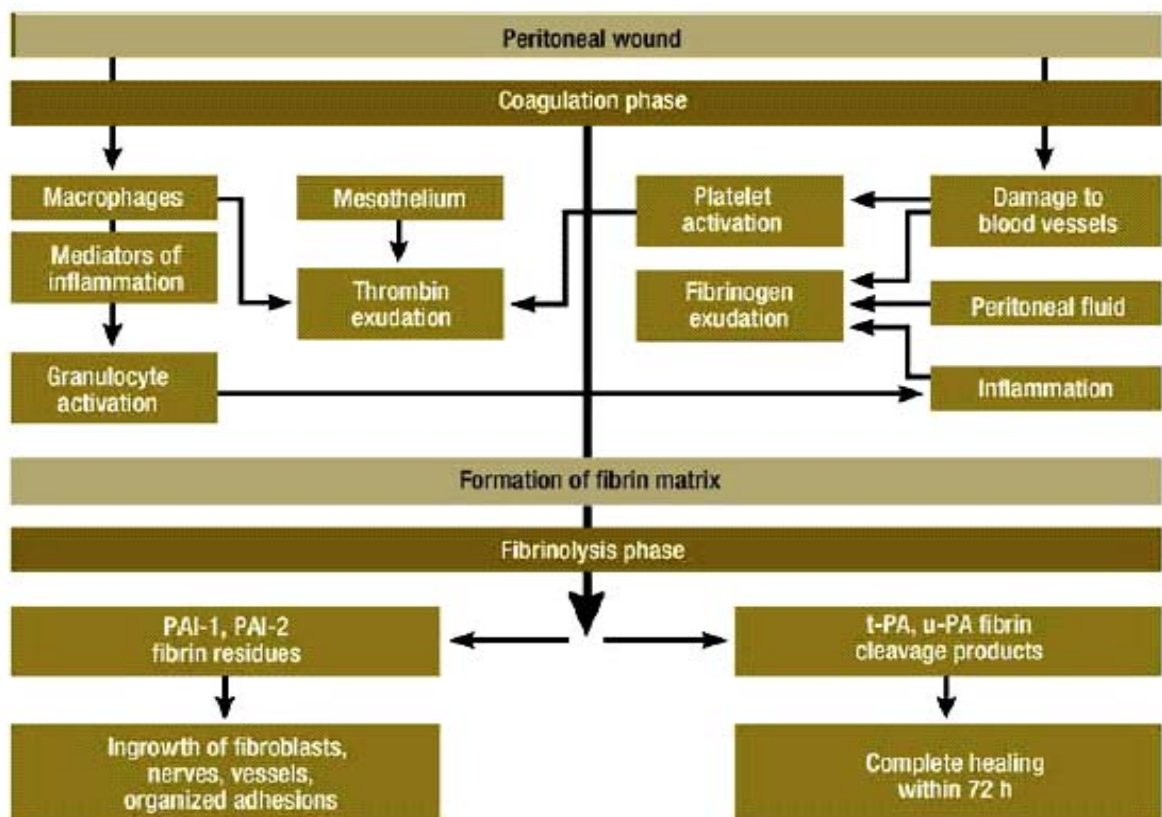 Peritoneal wound
Coagulation phase
Macrophages
Mesothelium
Platelet
activation
Damage to
blood vessels
Mediators of
inflammation
Thrombin
exudation
Fibrinogen
exudation
Peritoneal fluid
Granulocyte
activation
Inflammation
Formation of fibrin matrix
Fibrinolysis phase
PAI-1, PAI-2
fibrin residues
t-PA, u-PA fibrin
cleavage products
Ingrowth of fibroblasts,
nerves, vessels,
organized adhesions
Complete healing
within 72 h